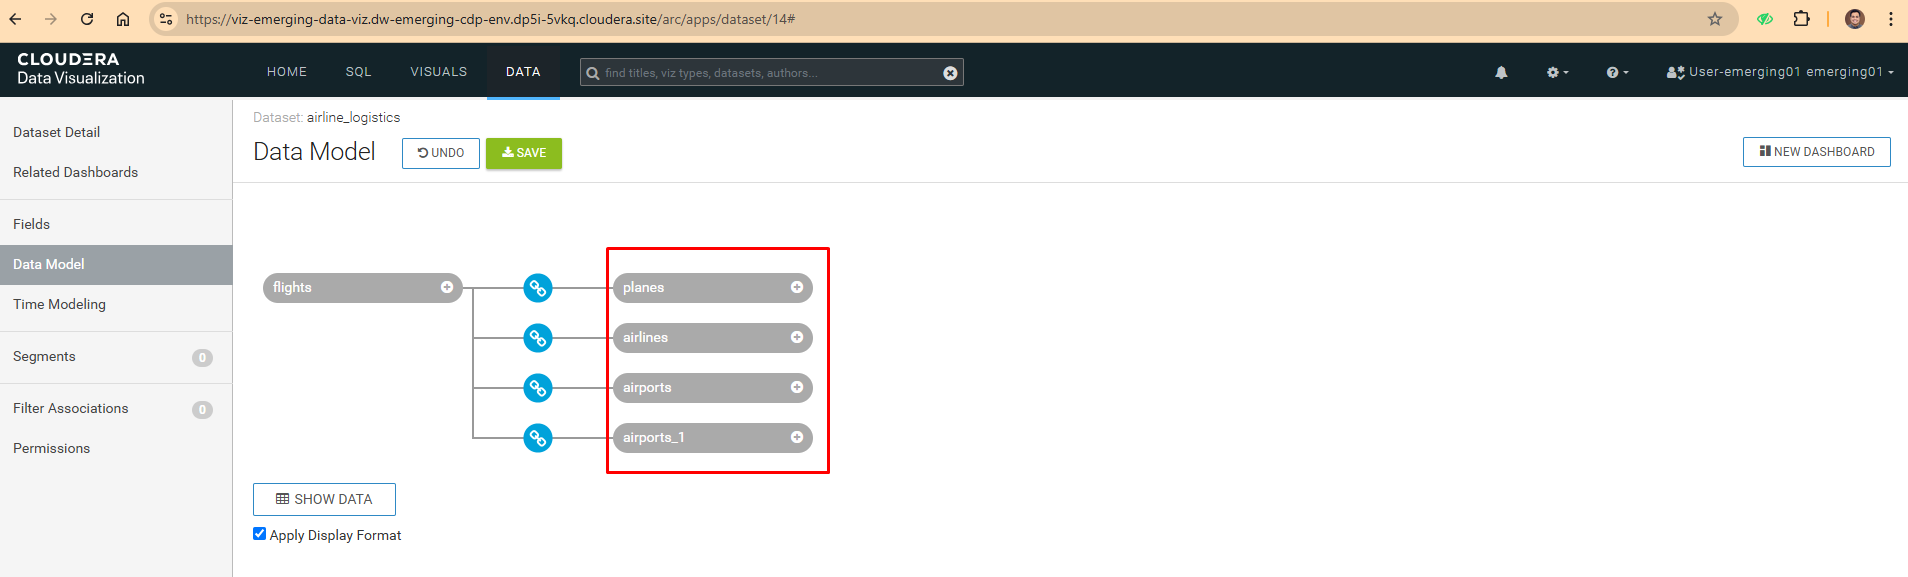 https://viz-emerging-data-viz.dw-emerging-cdp-env.dp5i-5vkq.cloudera.site/arc/apps/dataset/14#
CLOUDERA
Data Visualization
HOME
SQL
VISUALS
DATA
find titles, viz types, datasets, authors...
User-emerging01 emerging01
Dataset Detail
Related Dashboards
Fields
Data Model
Time Modeling
Segments 0
Filter Associations 0
Permissions
Dataset: airline_logistics
Data Model
UNDO
SAVE
NEW DASHBOARD
flights
planes
airlines
airports
airports_1
SHOW DATA
Apply Display Format